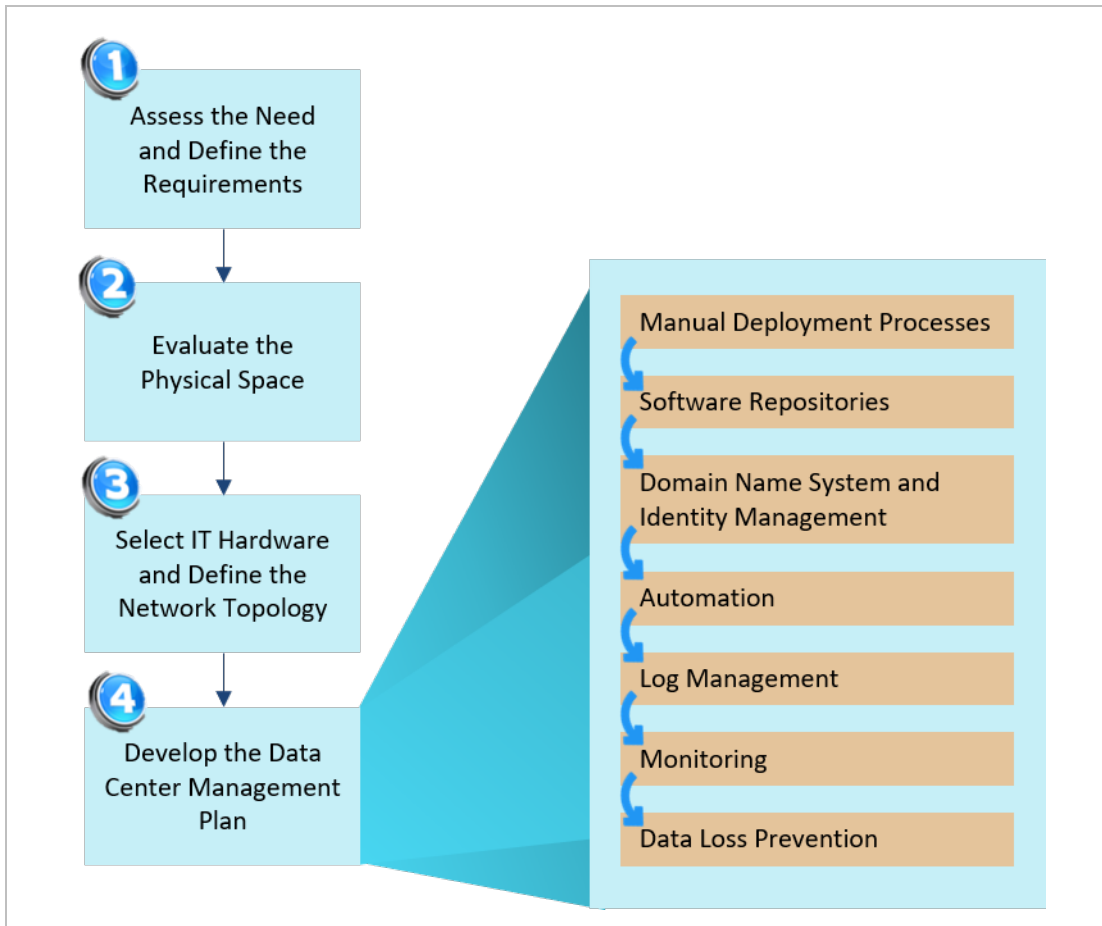 1
Assess the Need
and Define the
Requirements
2
Evaluate the
Physical Space
3
Select IT Hardware
and Define the
Network Topology
4
Develop the Data
Center Management
Plan
Manual Deployment Processes
Software Repositories
Domain Name System and
Identity Management
Automation
Log Management
Monitoring
Data Loss Prevention